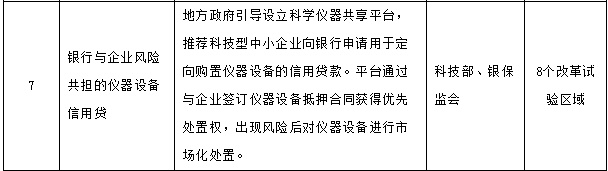 7
银行与企业风险
共担的仪器设备
信用贷
地方政府引导设立科学仪器共享平台，
推荐科技型中小企业向银行申请用于定
向购置仪器设备的信用贷款。平台通过
与企业签订仪器设备抵押合同获得优先
处置权，出现风险后对仪器设备进行市
场化处置。
科技部、银保
监会
8个改革试
验区域